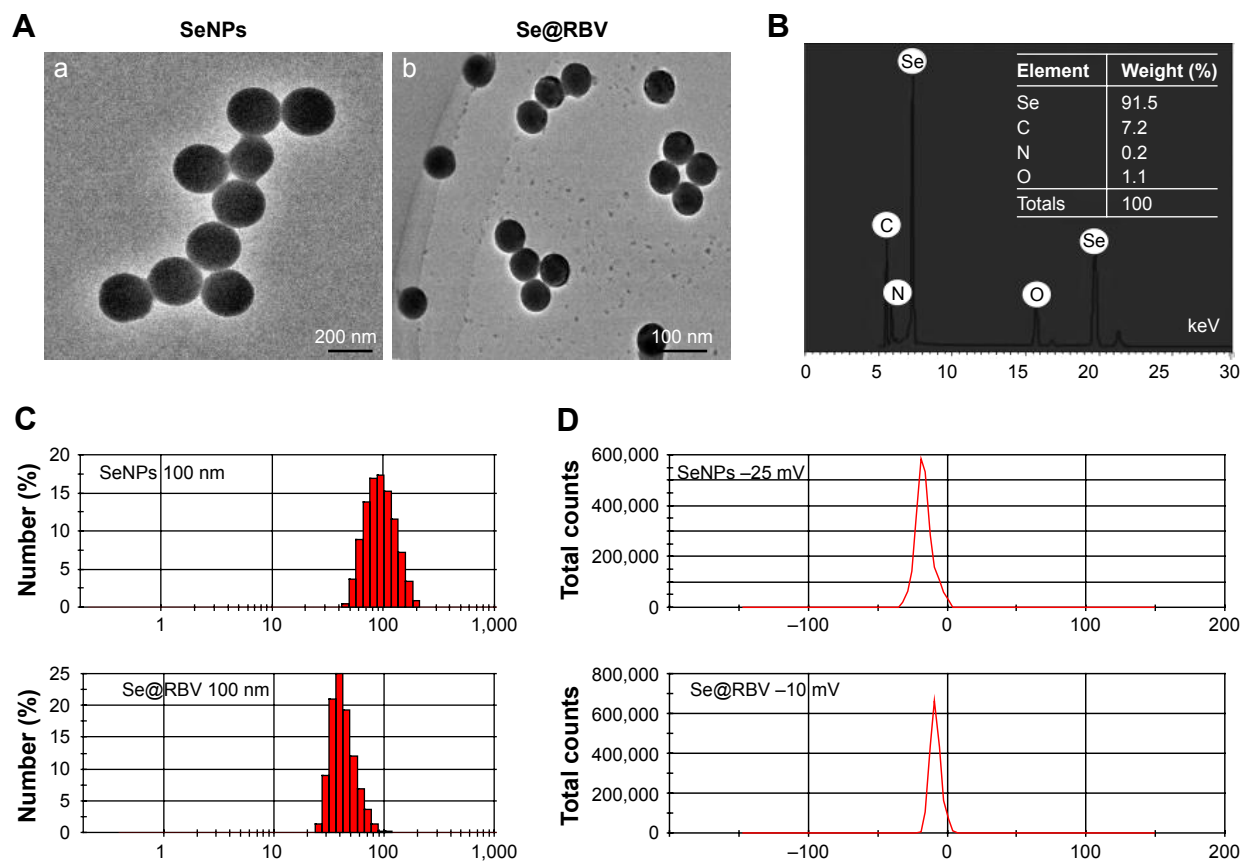 A
SeNPs
Se@RBV
a
200 nm
b
100 nm
B
Element Weight (%)
Se 91.5
C 7.2
N 0.2
O 1.1
Totals 100
Se
C
N
O
Se
keV
0 5 10 15 20 25 30
C
Number (%)
20
15
10
5
0
SeNPs 100 nm
1 10 100 1,000
Number (%)
25
20
15
10
5
0
Se@RBV 100 nm
1 10 100 1,000
D
Total counts
600,000
400,000
200,000
0
SeNPs –25 mV
–100 0 100 200
Total counts
800,000
600,000
400,000
200,000
0
Se@RBV –10 mV
–100 0 100 200